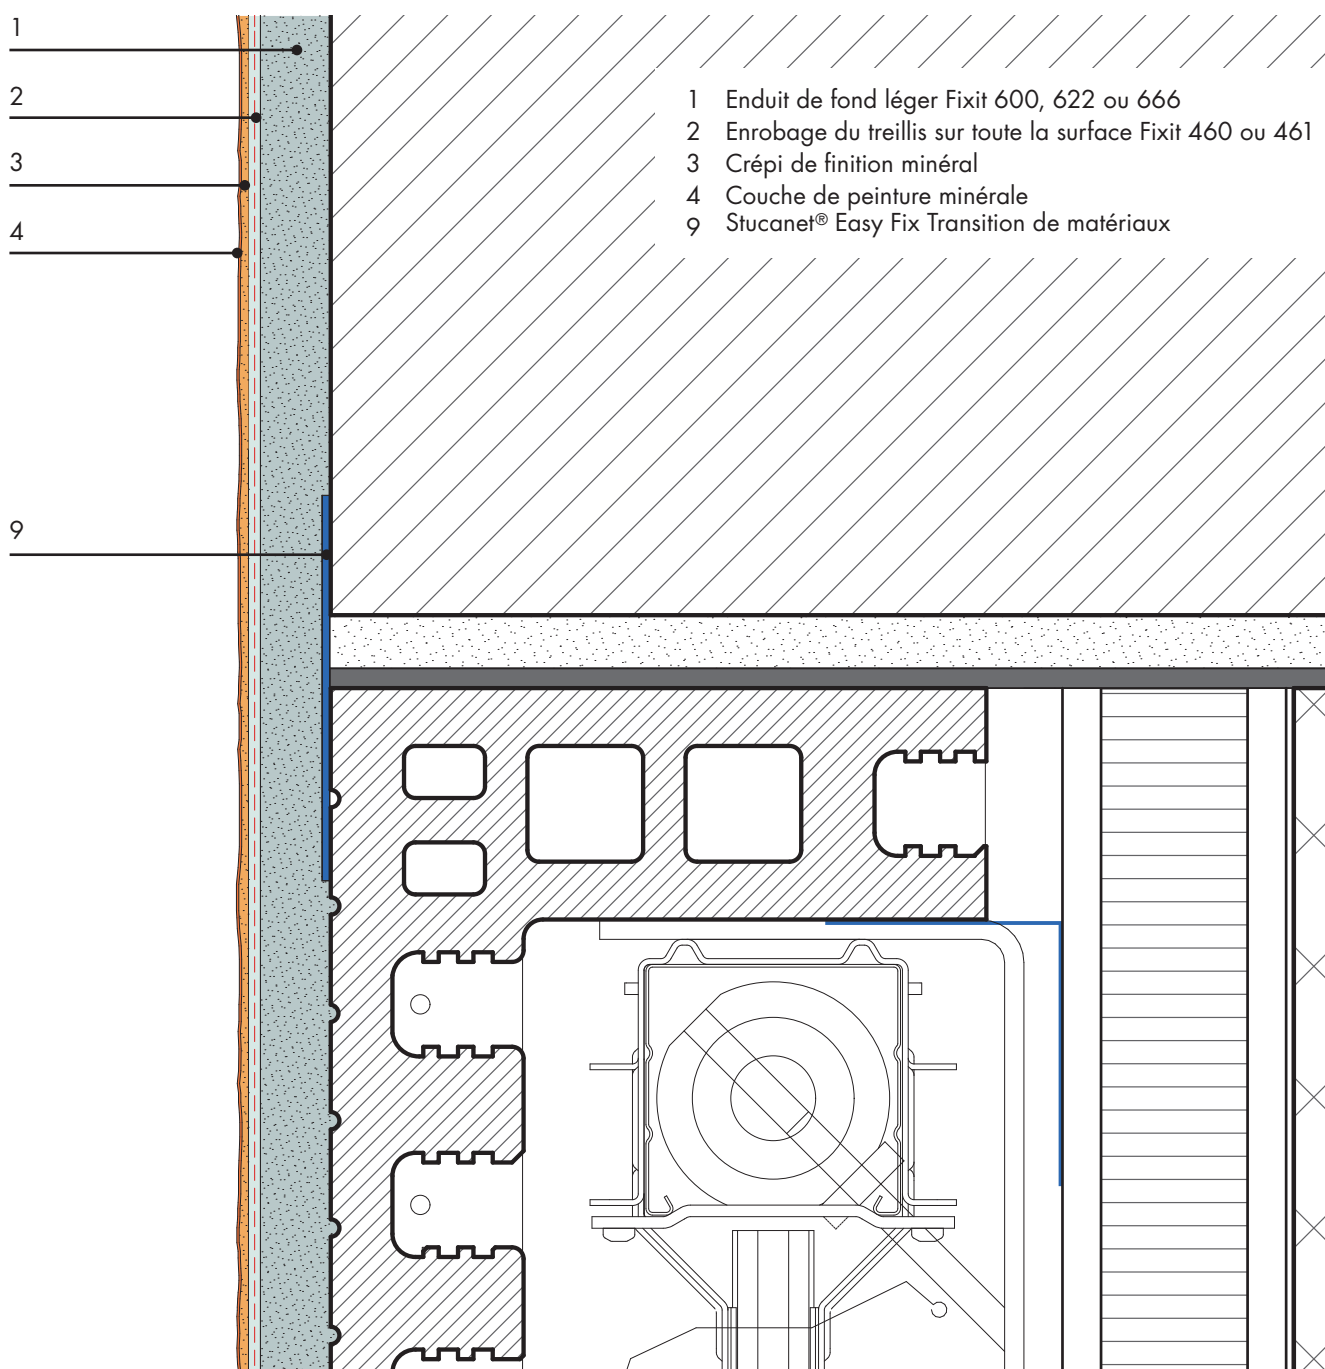 1
2
3
4
9
1 Enduit de fond léger Fixit 600, 622 ou 666
2 Enrobage du treillis sur toute la surface Fixit 460 ou 461
3 Crépi de finition minéral
4 Couche de peinture minérale
9 Stucanet® Easy Fix Transition de matériaux